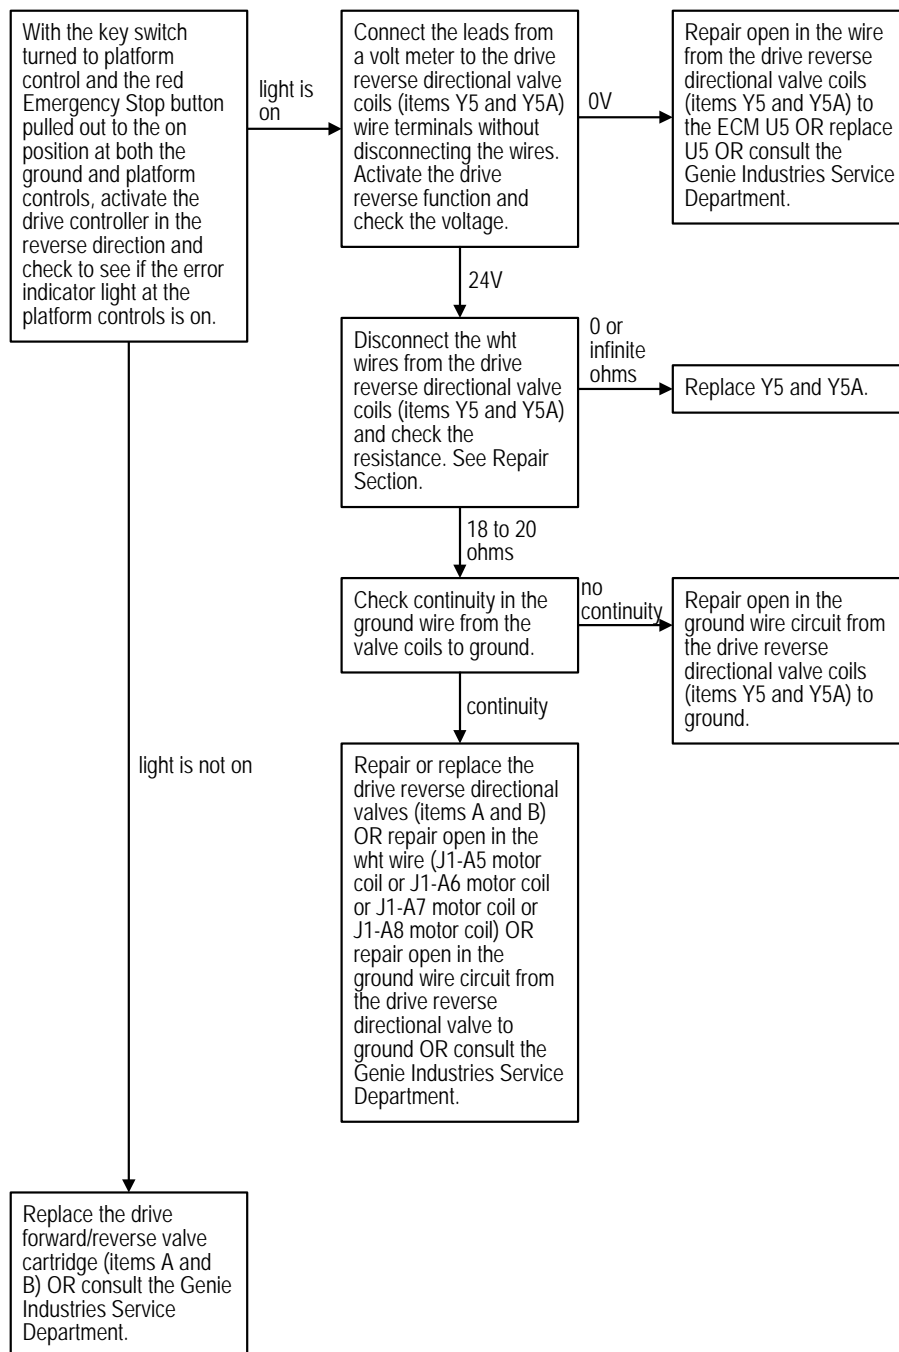 With the key switch
turned to platform
control and the red
Emergency Stop button
pulled out to the on
position at both the
ground and platform
controls, activate the
drive controller in the
reverse direction and
check to see if the error
indicator light at the
platform controls is on.
light is
on
Connect the leads from
a volt meter to the drive
reverse directional valve
coils (items Y5 and Y5A)
wire terminals without
disconnecting the wires.
Activate the drive
reverse function and
check the voltage.
0V
Repair open in the wire
from the drive reverse
directional valve coils
(items Y5 and Y5A) to
the ECM U5 OR replace
U5 OR consult the
Genie Industries Service
Department.
24V
Disconnect the wht
wires from the drive
reverse directional valve
coils (items Y5 and Y5A)
and check the
resistance. See Repair
Section.
0 or
infinite
ohms
Replace Y5 and Y5A.
18 to 20
ohms
Check continuity in the
ground wire from the
valve coils to ground.
no
continuity
Repair open in the
ground wire circuit from
the drive reverse
directional valve coils
(items Y5 and Y5A) to
ground.
continuity
Repair or replace the
drive reverse directional
valves (items A and B)
OR repair open in the
wht wire (J1-A5 motor
coil or J1-A6 motor coil
or J1-A7 motor coil or
J1-A8 motor coil) OR
repair open in the
ground wire circuit from
the drive reverse
directional valve to
ground OR consult the
Genie Industries Service
Department.
light is not on
Replace the drive
forward/reverse valve
cartridge (items A and
B) OR consult the Genie
Industries Service
Department.